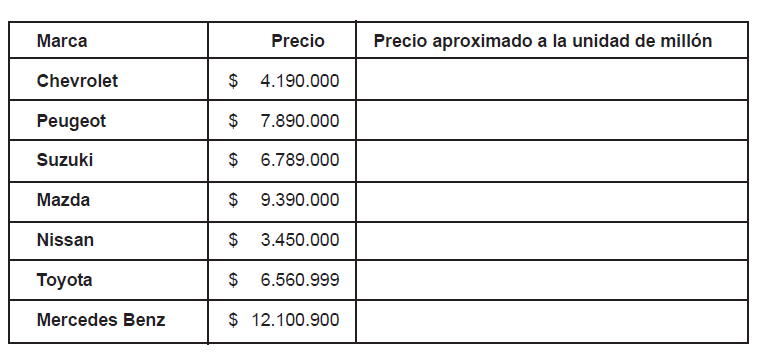 Marca Precio Precio aproximado a la unidad de millón
Chevrolet $ 4.190.000
Peugeot $ 7.890.000
Suzuki $ 6.789.000
Mazda $ 9.390.000
Nissan $ 3.450.000
Toyota $ 6.560.999
Mercedes Benz $ 12.100.900